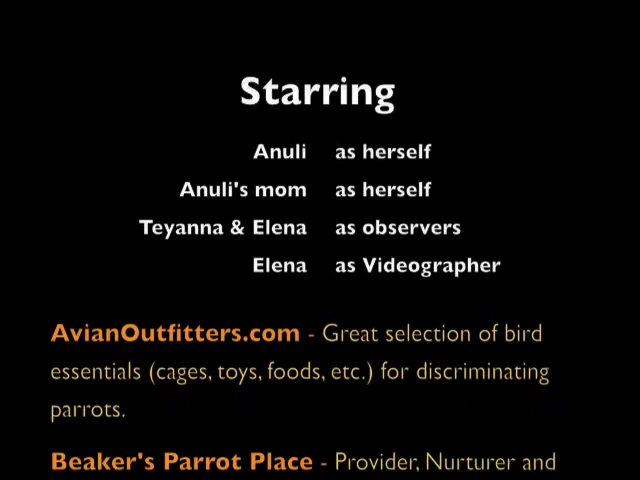 Starring
Anuli as herself
Anuli's mom as herself
Teyanna & Elena as observers
Elena as Videographer
AvianOutfitters.com - Great selection of bird
essentials (cages, toys, foods, etc.) for discriminating
parrots.
Beaker's Parrot Place - Provider, Nurturer and